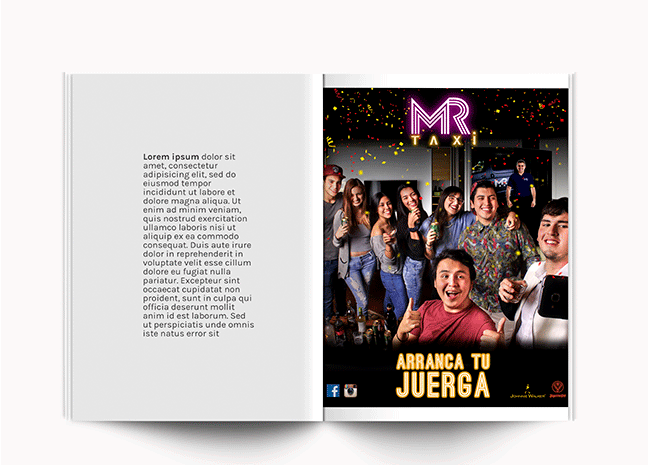 Lorem ipsum dolor sit
amet, consectetur
adipisicing elit, sed do
eiusmod tempor
incididunt ut labore et
dolore magna aliqua. Ut
enim ad minim veniam,
quis nostrud exercitation
ullamco laboris nisi ut
aliquip ex ea commodo
consequat. Duis aute irure
dolor in reprehenderit in
voluptate velit esse cillum
dolore eu fugiat nulla
pariatur. Excepteur sint
occaecat cupidatat non
proident, sunt in culpa qui
officia deserunt mollit
anim id est laborum. Sed
ut perspiciatis unde omnis
iste natus error sit
MR
TAXi
ARRANCA TU
JUERGA
JOHNNIE WALKER